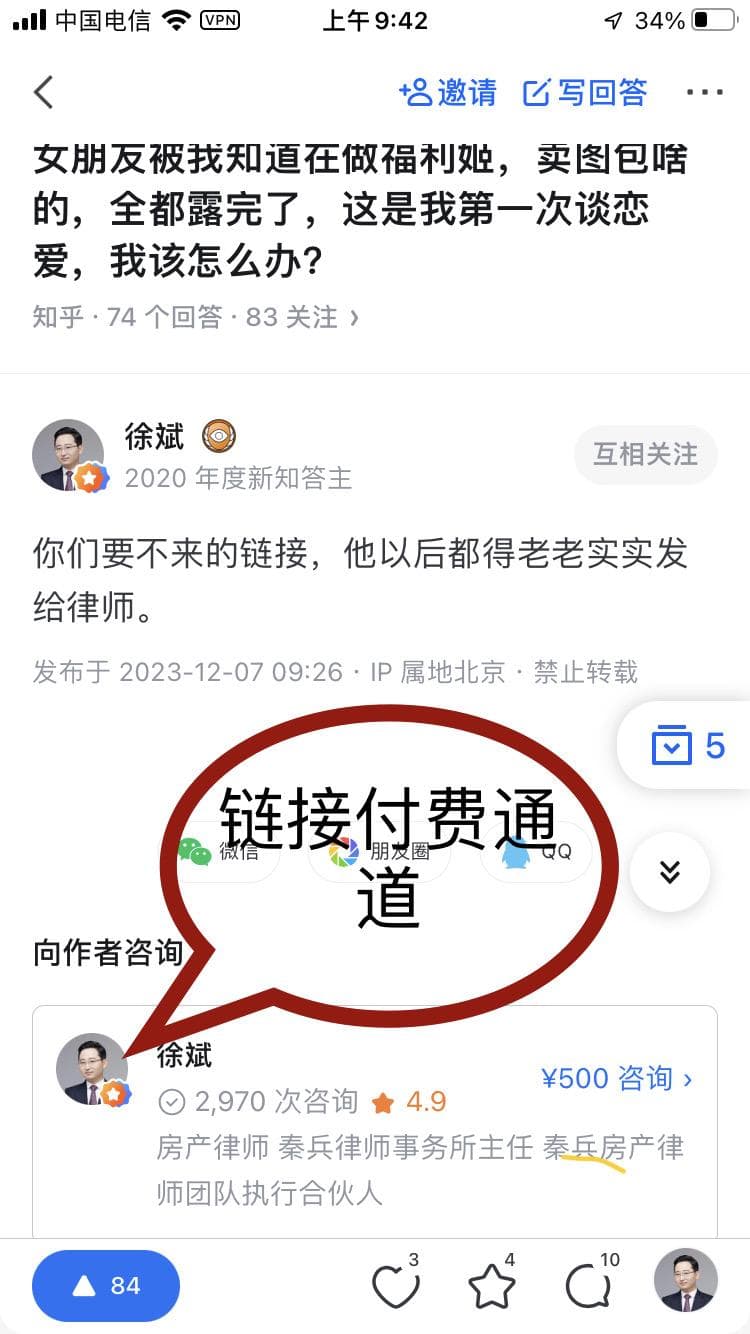 中国电信 VPN 上午9:42 34%
邀请 写回答
女朋友被我知道在做福利姬，卖图包啥
的，全都露完了，这是我第一次谈恋
爱，我该怎么办？
知乎 · 74 个回答 · 83 关注 ›
徐斌
2020 年度新知答主
互相关注
你们要不来的链接，他以后都得老老实实发
给律师。
发布于 2023-12-07 09:26 · IP 属地北京 · 禁止转载
5
链接付费通
道
微信 朋友圈 QQ
向作者咨询
徐斌
2,970 次咨询 4.9
¥500 咨询 ›
房产律师 秦兵律师事务所主任 秦兵房产律
师团队执行合伙人
84 3 4 10